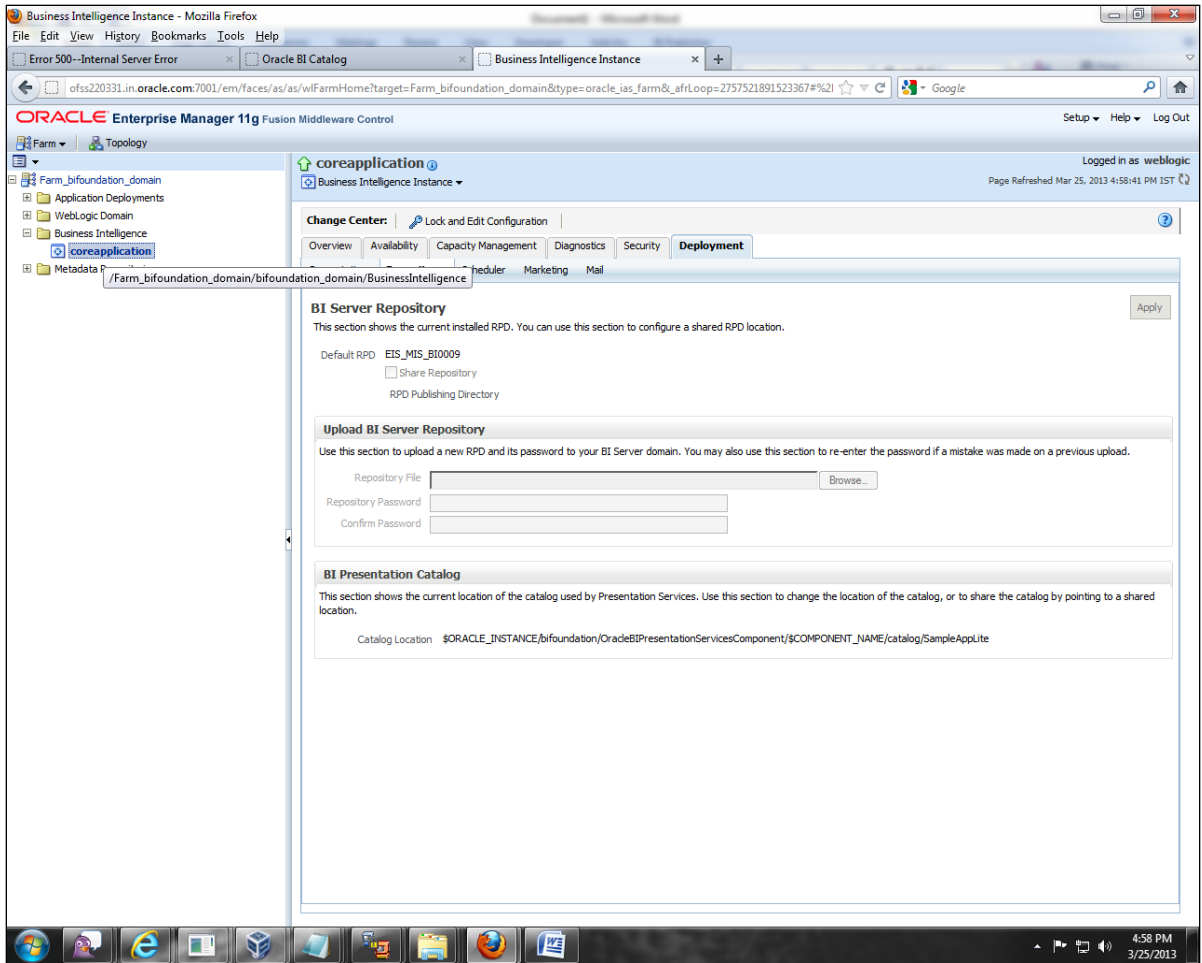 Business Intelligence Instance - Mozilla Firefox
File Edit View History Bookmarks Tools Help
Error 500--Internal Server Error
Oracle BI Catalog
Business Intelligence Instance
ofss220331.in.oracle.com:7001/em/faces/as/as/wlFarmHome?target=Farm_bifoundation_domain&type=oracle_ias_farm&_afrLoop=2757521891523367#%2
Google
ORACLE Enterprise Manager 11g Fusion Middleware Control
Setup Help Log Out
Farm Topology
Farm_bifoundation_domain
Application Deployments
WebLogic Domain
Business Intelligence
coreapplication
Metadata
/Farm_bifoundation_domain/bifoundation_domain/BusinessIntelligence
coreapplication
Logged in as weblogic
Business Intelligence Instance
Page Refreshed Mar 25, 2013 4:58:41 PM IST
Change Center: Lock and Edit Configuration
Overview Availability Capacity Management Diagnostics Security Deployment
Marketing Mail
BI Server Repository
Apply
This section shows the current installed RPD. You can use this section to configure a shared RPD location.
Default RPD EIS_MIS_BI0009
Share Repository
RPD Publishing Directory
Upload BI Server Repository
Use this section to upload a new RPD and its password to your BI Server domain. You may also use this section to re-enter the password if a mistake was made on a previous upload.
Repository File
Browse...
Repository Password
Confirm Password
BI Presentation Catalog
This section shows the current location of the catalog used by Presentation Services. Use this section to change the location of the catalog, or to share the catalog by pointing to a shared
location.
Catalog Location $ORACLE_INSTANCE/bifoundation/OracleBIPresentationServicesComponent/$COMPONENT_NAME/catalog/SampleAppLite
4:58 PM
3/25/2013